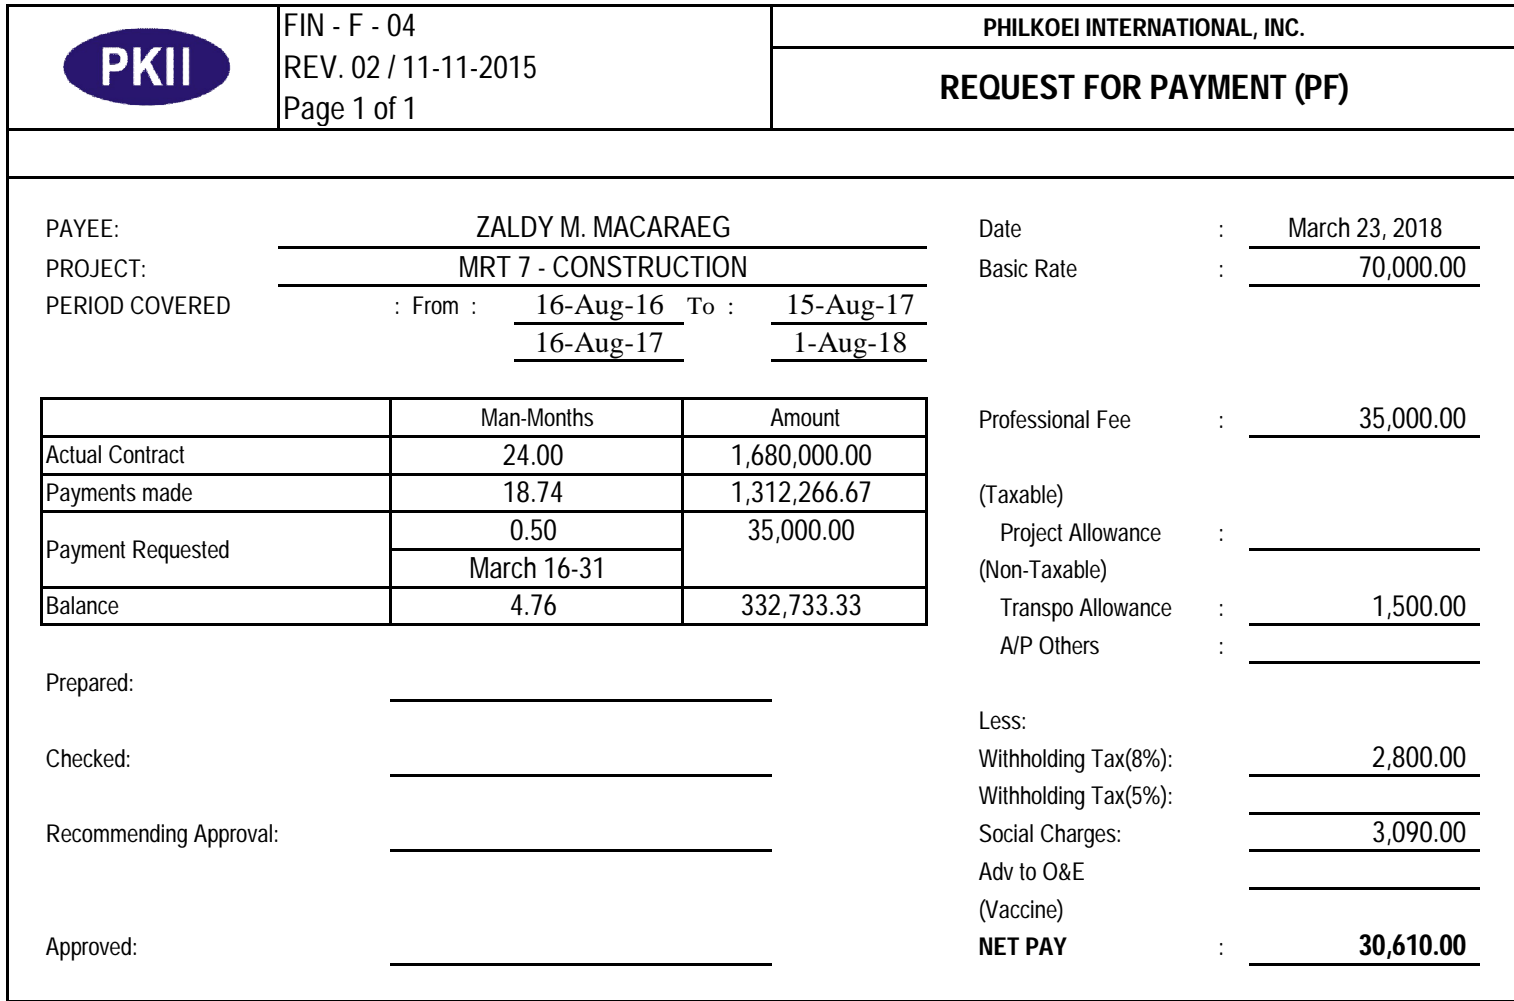 PKII
FIN - F - 04
REV. 02 / 11-11-2015
Page 1 of 1
PHILKOEI INTERNATIONAL, INC.
REQUEST FOR PAYMENT (PF)
PAYEE: ZALDY M. MACARAEG Date : March 23, 2018
PROJECT: MRT 7 - CONSTRUCTION Basic Rate : 70,000.00
PERIOD COVERED : From : 16-Aug-16 To : 15-Aug-17
16-Aug-17 1-Aug-18
Man-Months Amount Professional Fee : 35,000.00
Actual Contract 24.00 1,680,000.00
Payments made 18.74 1,312,266.67 (Taxable)
Payment Requested 0.50 35,000.00 Project Allowance :
March 16-31 (Non-Taxable)
Balance 4.76 332,733.33 Transpo Allowance : 1,500.00
A/P Others :
Prepared:
Less:
Checked: Withholding Tax(8%): 2,800.00
Withholding Tax(5%):
Recommending Approval: Social Charges: 3,090.00
Adv to O&E
(Vaccine)
Approved: NET PAY : 30,610.00